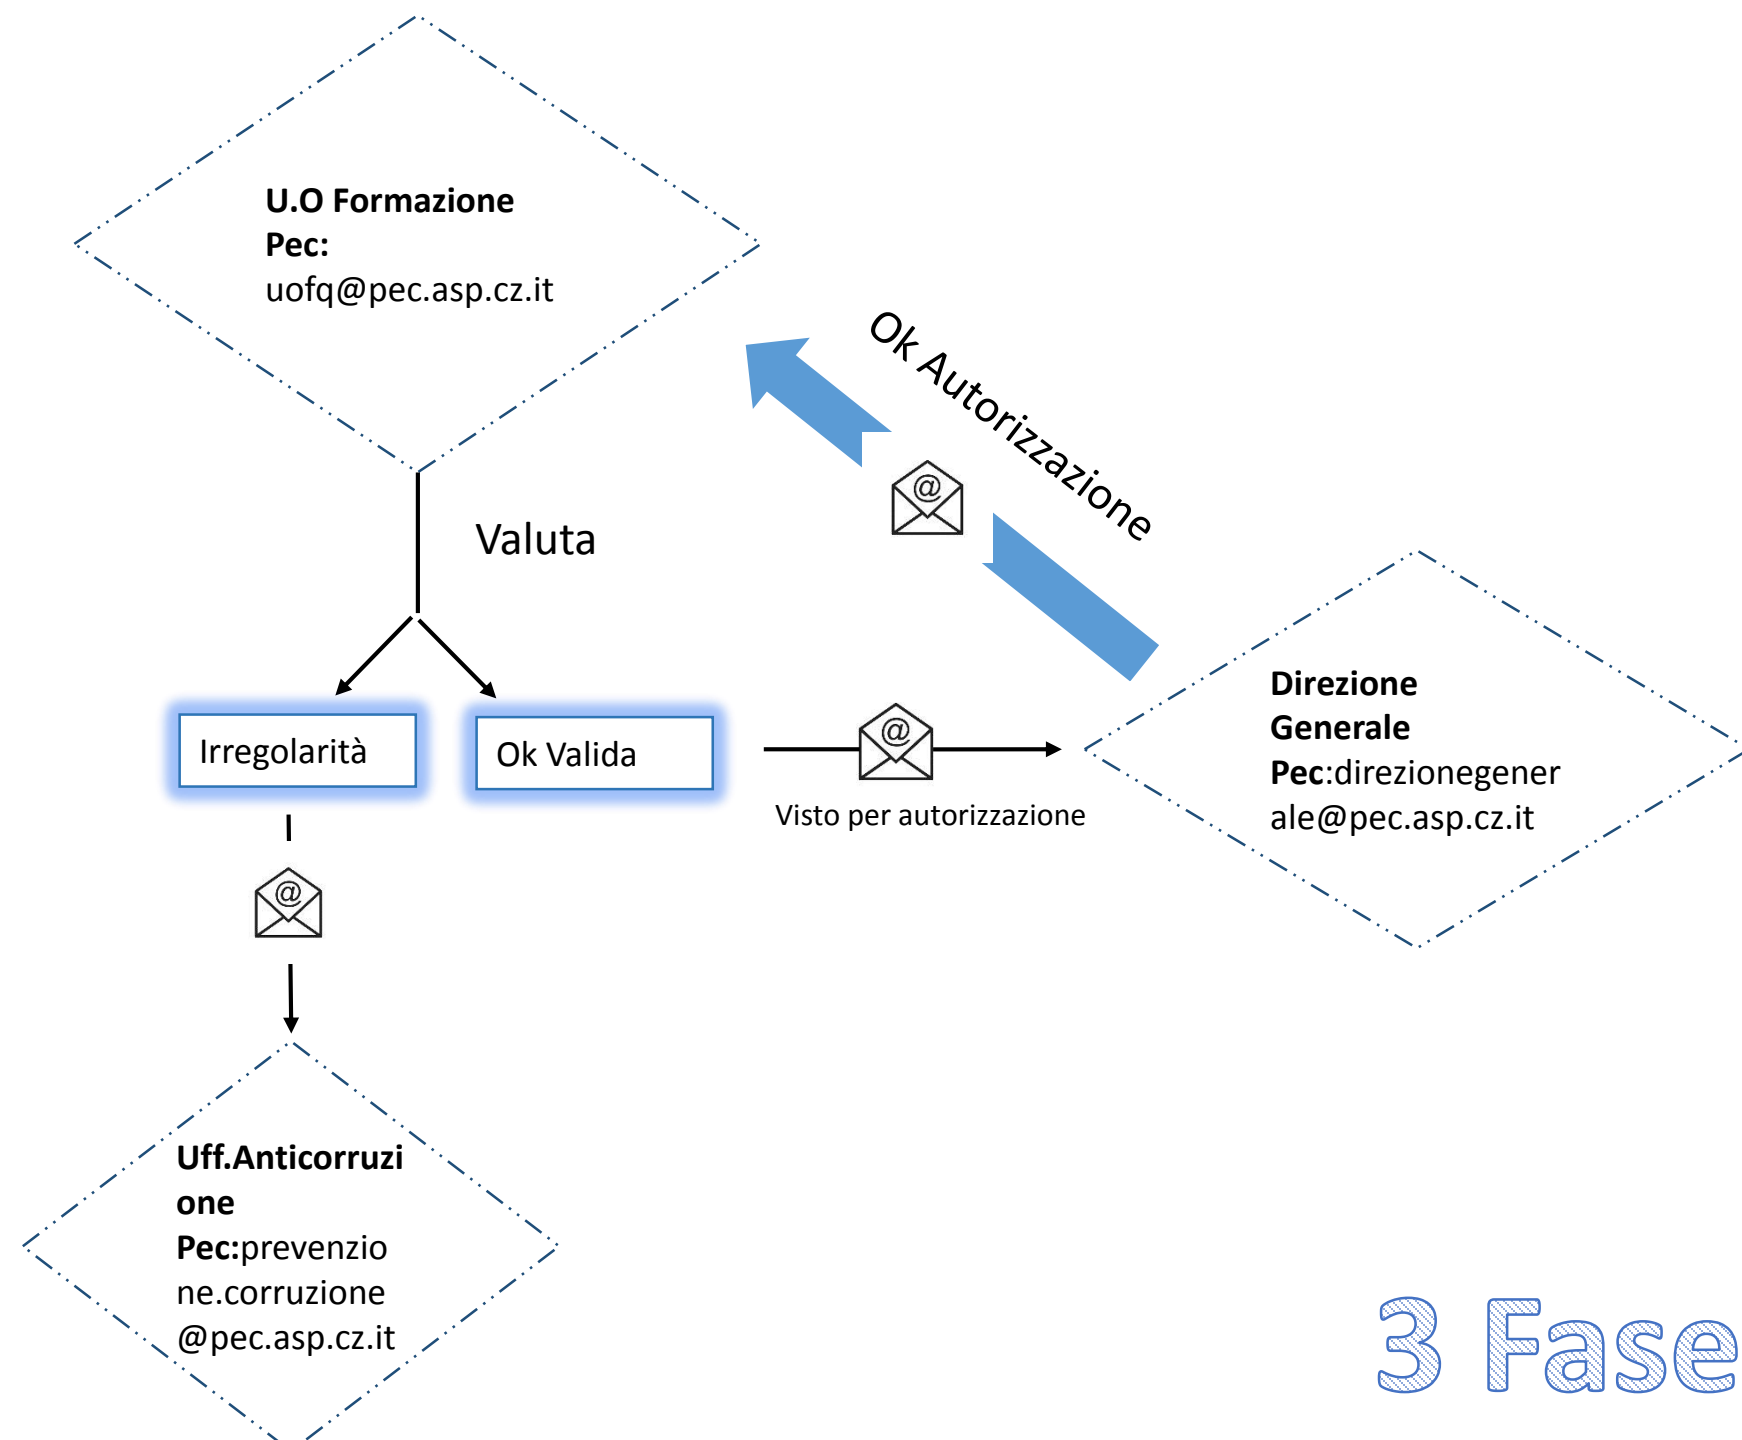 U.O Formazione
Pec:
uofq@pec.asp.cz.it
Ok Autorizzazione
Valuta
Irregolarità
Ok Valida
Visto per autorizzazione
Direzione
Generale
Pec:direzionegener
ale@pec.asp.cz.it
Uff.Anticorruzi
one
Pec:prevenzio
ne.corruzione
@pec.asp.cz.it
3 Fase